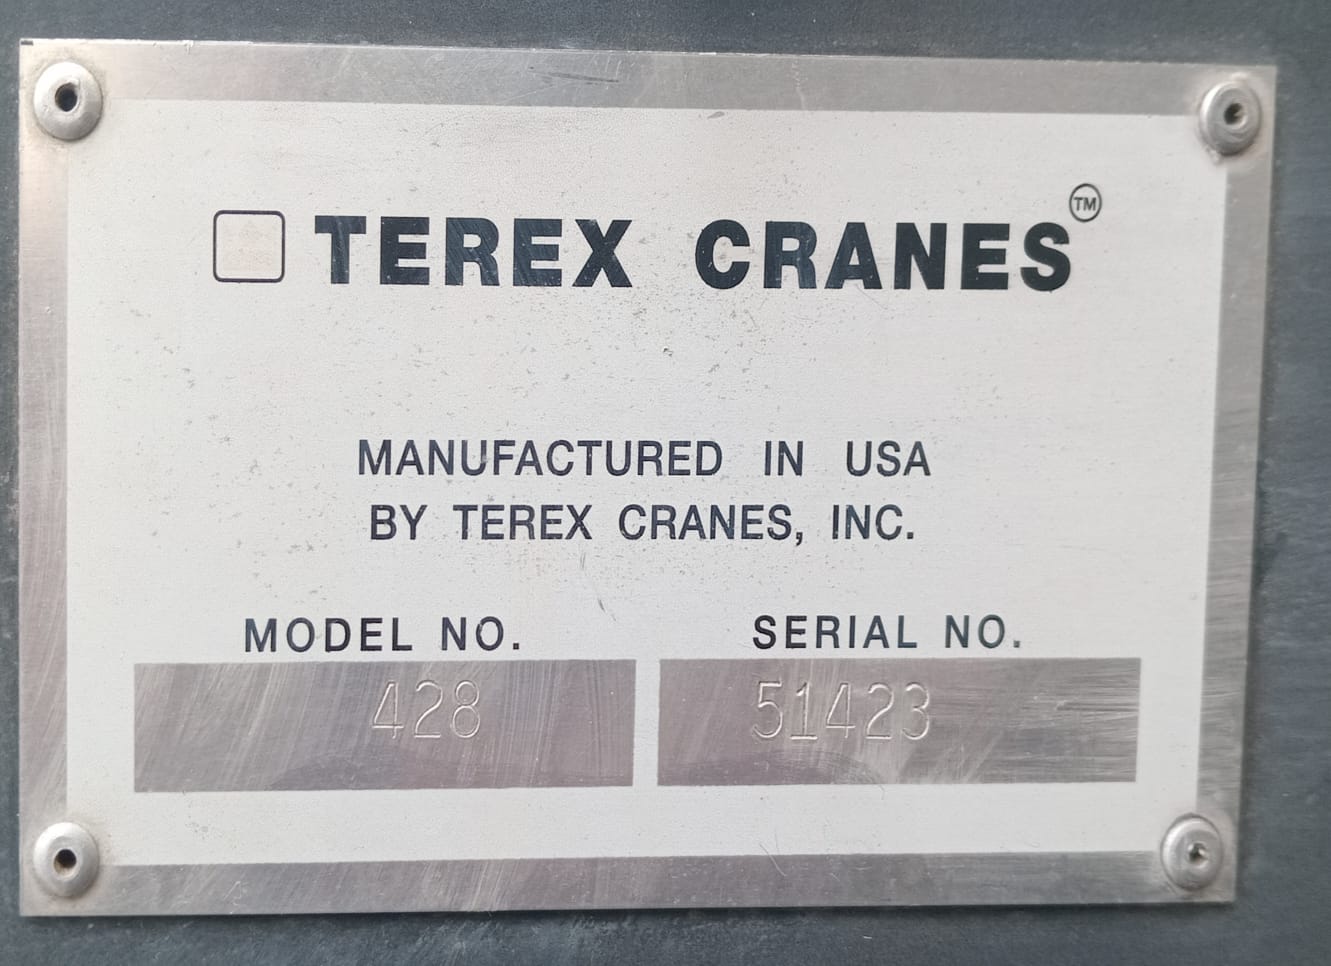 TEREX CRANES™
MANUFACTURED IN USA
BY TEREX CRANES, INC.
MODEL NO. SERIAL NO.
428 51423